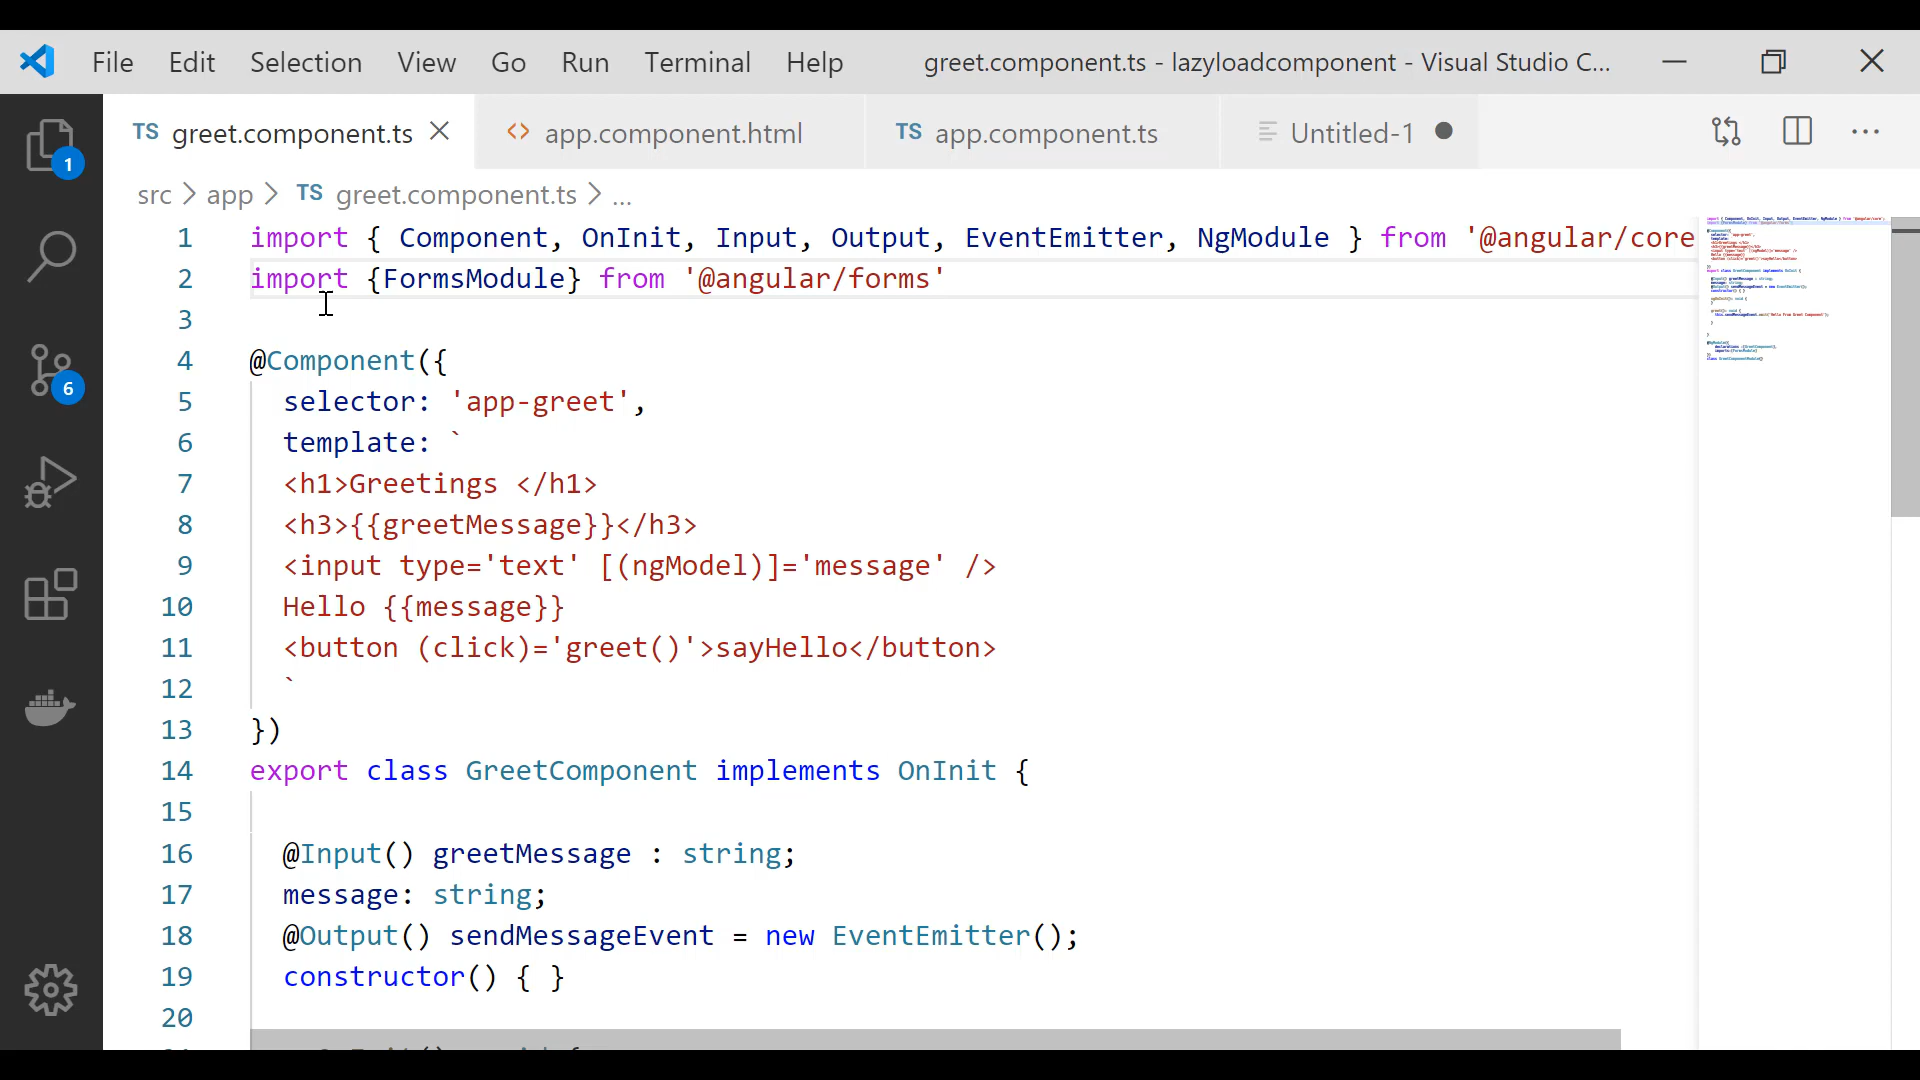 File Edit Selection View Go Run Terminal Help greet.component.ts - lazyloadcomponent - Visual Studio C...
TS greet.component.ts app.component.html TS app.component.ts Untitled-1
src > app > TS greet.component.ts > ...
1 import { Component, OnInit, Input, Output, EventEmitter, NgModule } from '@angular/core
2 import {FormsModule} from '@angular/forms'
3
4 @Component({
5 selector: 'app-greet',
6 template: `
7 <h1>Greetings </h1>
8 <h3>{{greetMessage}}</h3>
9 <input type='text' [(ngModel)]='message' />
10 Hello {{message}}
11 <button (click)='greet()'>sayHello</button>
12 `
13 })
14 export class GreetComponent implements OnInit {
15
16 @Input() greetMessage : string;
17 message: string;
18 @Output() sendMessageEvent = new EventEmitter();
19 constructor() { }
20
1
6